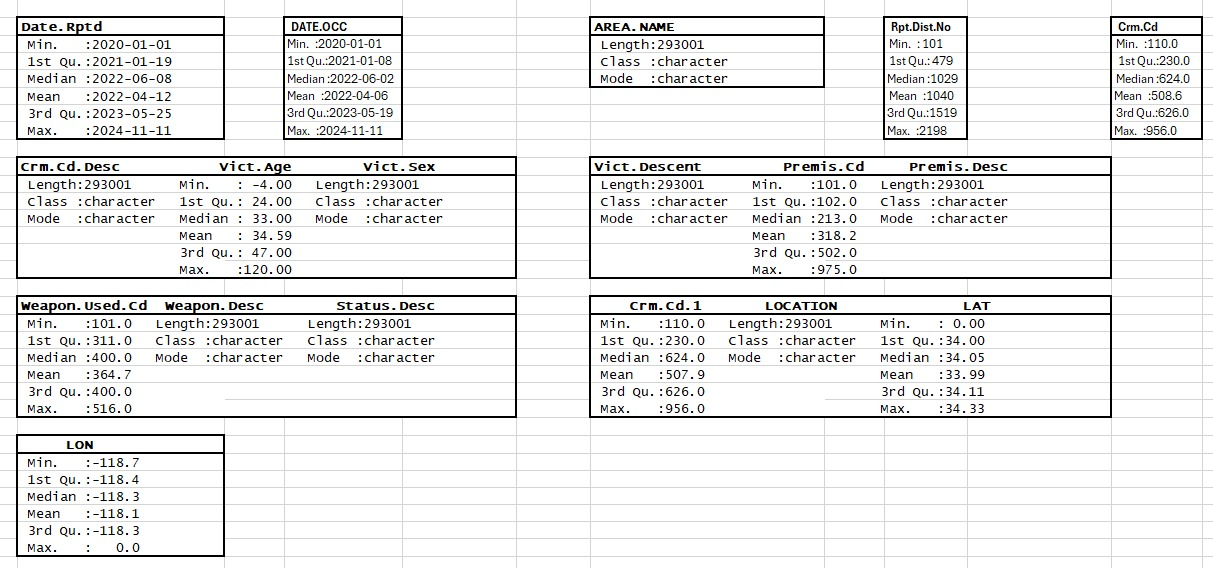 Date.Rptd DATE.OCC AREA.NAME Rpt.Dist.No Crm.Cd
Min. :2020-01-01 Min. :2020-01-01 Length:293001 Min. :101 Min. :110.0
1st Qu.:2021-01-19 1st Qu.:2021-01-08 Class :character 1st Qu.:479 1st Qu.:230.0
Median :2022-06-08 Median :2022-06-02 Mode :character Median :1029 Median :624.0
Mean :2022-04-12 Mean :2022-04-06 Mean :1040 Mean :508.6
3rd Qu.:2023-05-25 3rd Qu.:2023-05-19 3rd Qu.:1519 3rd Qu.:626.0
Max. :2024-11-11 Max. :2024-11-11 Max. :2198 Max. :956.0
Crm.Cd.Desc Vict.Age Vict.Sex Vict.Descent Premis.Cd Premis.Desc
Length:293001 Min. : -4.00 Length:293001 Length:293001 Min. :101.0 Length:293001
Class :character 1st Qu.: 24.00 Class :character Class :character 1st Qu.:102.0 Class :character
Mode :character Median : 33.00 Mode :character Mode :character Median :213.0 Mode :character
Mean : 34.59 Mean :318.2
3rd Qu.: 47.00 3rd Qu.:502.0
Max. :120.00 Max. :975.0
Weapon.Used.Cd Weapon.Desc Status.Desc Crm.Cd.1 LOCATION LAT
Min. :101.0 Length:293001 Length:293001 Min. :110.0 Length:293001 Min. : 0.00
1st Qu.:311.0 Class :character Class :character 1st Qu.:230.0 Class :character 1st Qu.:34.00
Median :400.0 Mode :character Mode :character Median :624.0 Mode :character Median :34.05
Mean :364.7 Mean :507.9 Mean :33.99
3rd Qu.:400.0 3rd Qu.:626.0 3rd Qu.:34.11
Max. :516.0 Max. :956.0 Max. :34.33
LON
Min. :-118.7
1st Qu.:-118.4
Median :-118.3
Mean :-118.1
3rd Qu.:-118.3
Max. : 0.0